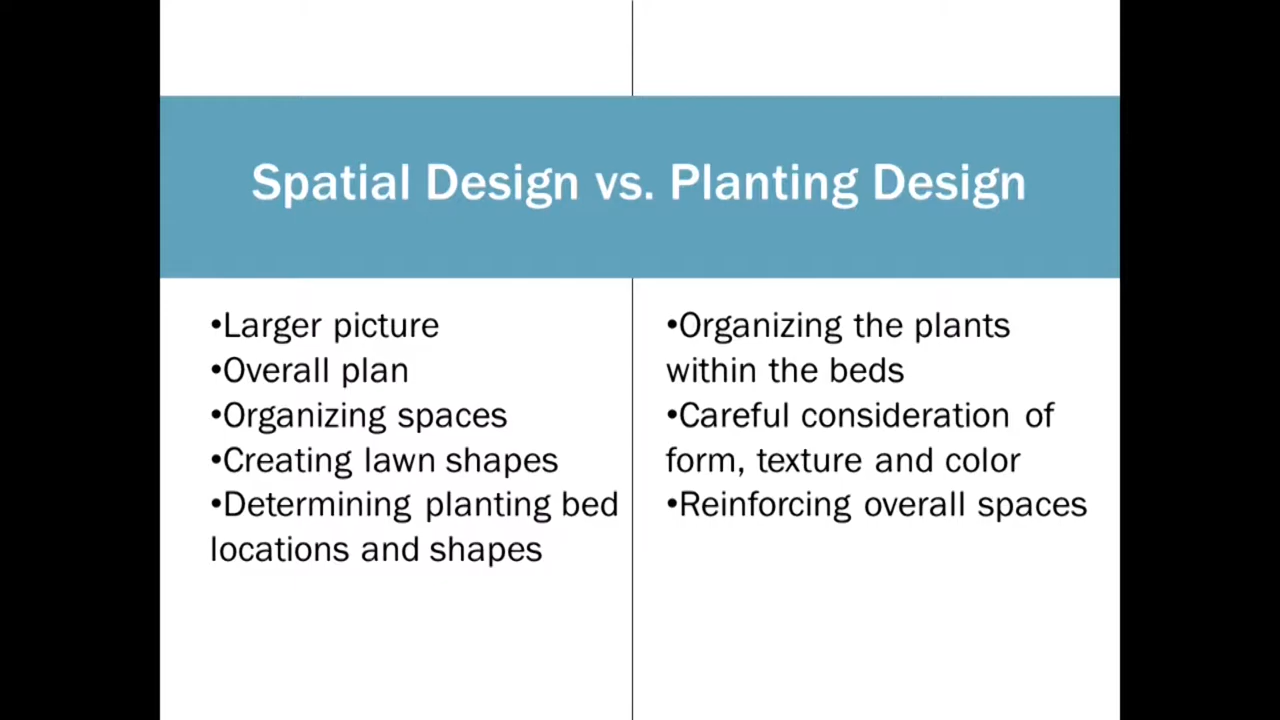 Spatial Design vs. Planting Design
•Larger picture
•Overall plan
•Organizing spaces
•Creating lawn shapes
•Determining planting bed
locations and shapes
•Organizing the plants
within the beds
•Careful consideration of
form, texture and color
•Reinforcing overall spaces